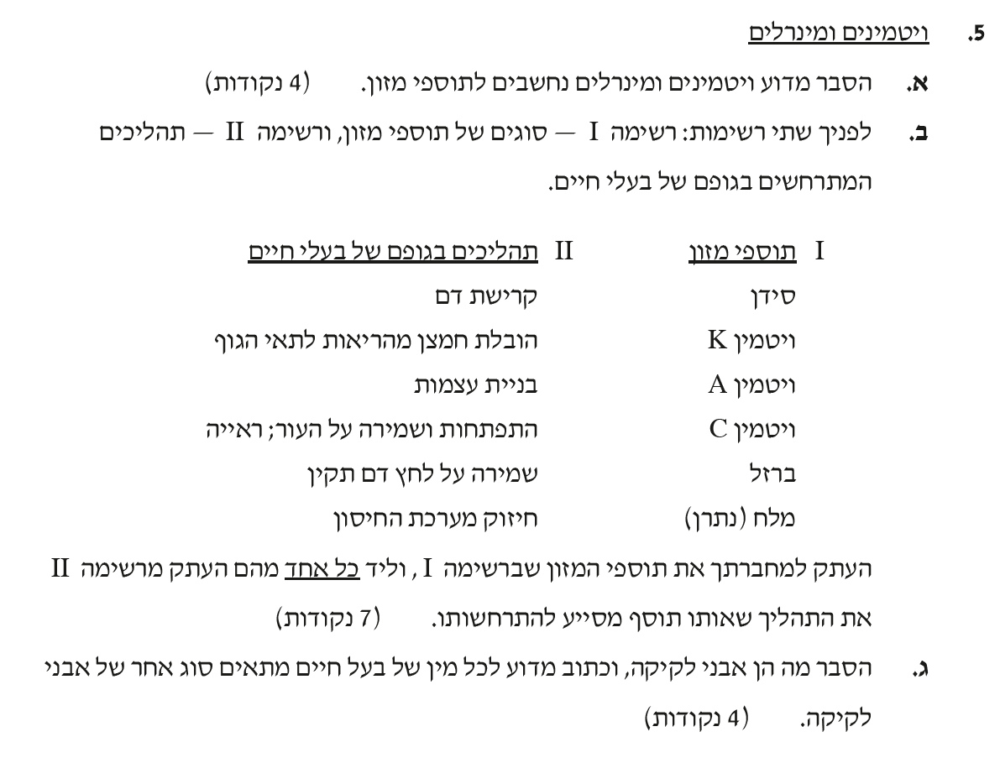 5. ויטמינים ומינרלים
א. הסבר מדוע ויטמינים ומינרלים נחשבים לתוספי מזון. (4 נקודות)
ב. לפניך שתי רשימות: רשימה I — סוגים של תוספי מזון, ורשימה II — תהליכים
המתרחשים בגופם של בעלי חיים.
I תוספי מזון II תהליכים בגופם של בעלי חיים
סידן קרישת דם
ויטמין K הובלת חמצן מהריאות לתאי הגוף
ויטמין A בניית עצמות
ויטמין C התפתחות ושמירה על העור; ראייה
ברזל שמירה על לחץ דם תקין
מלח (נתרן) חיזוק מערכת החיסון
העתק למחברתך את תוספי המזון שברשימה I, וליד כל אחד מהם העתק מרשימה II
את התהליך שאותו תוסף מסייע להתרחשותו. (7 נקודות)
ג. הסבר מה הן אבני לקיקה, וכתוב מדוע לכל מין של בעל חיים מתאים סוג אחר של אבני
לקיקה. (4 נקודות)